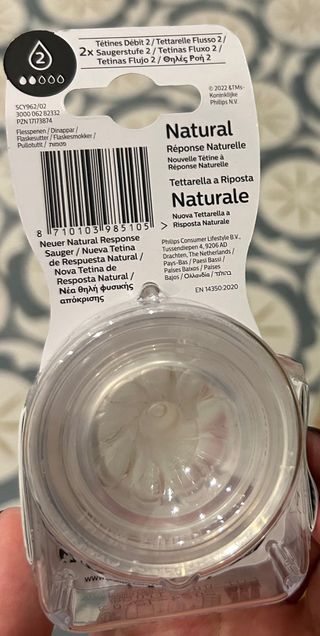 2
Tétines Débit 2 / Tettarelle Flusso 2 /
2x Saugerstufe 2 / Tetinas Fluxo 2 /
Tetinas Flujo 2 / Θηλές Ροή 2
SCY962/02
3000 062 82332
PZN 17173874
Flesspenen / Dinappar /
Flaskesutter / Flaskesmokker /
Pullotutit / פטמות
© 2022 &TMs-
Koninklijke
Philips N.V.
Natural
Réponse Naturelle
Nouvelle Tétine à
Réponse Naturelle
Tettarella a Risposta
Naturale
Nuova Tettarella a
Risposta Naturale
8 710103 985105 >
Neuer Natural Response
Sauger / Nueva Tetina
de Respuesta Natural /
Nova Tetina de
Resposta Natural /
Νέα θηλή φυσικής
απόκρισης
Philips Consumer Lifestyle B.V.,
Tussendiepen 4, 9206 AD
Drachten, The Netherlands /
Pays-Bas / Paesi Bassi /
Países Baixos / Países
Bajos / Ολλανδία / הולנד
EN 14350:2020